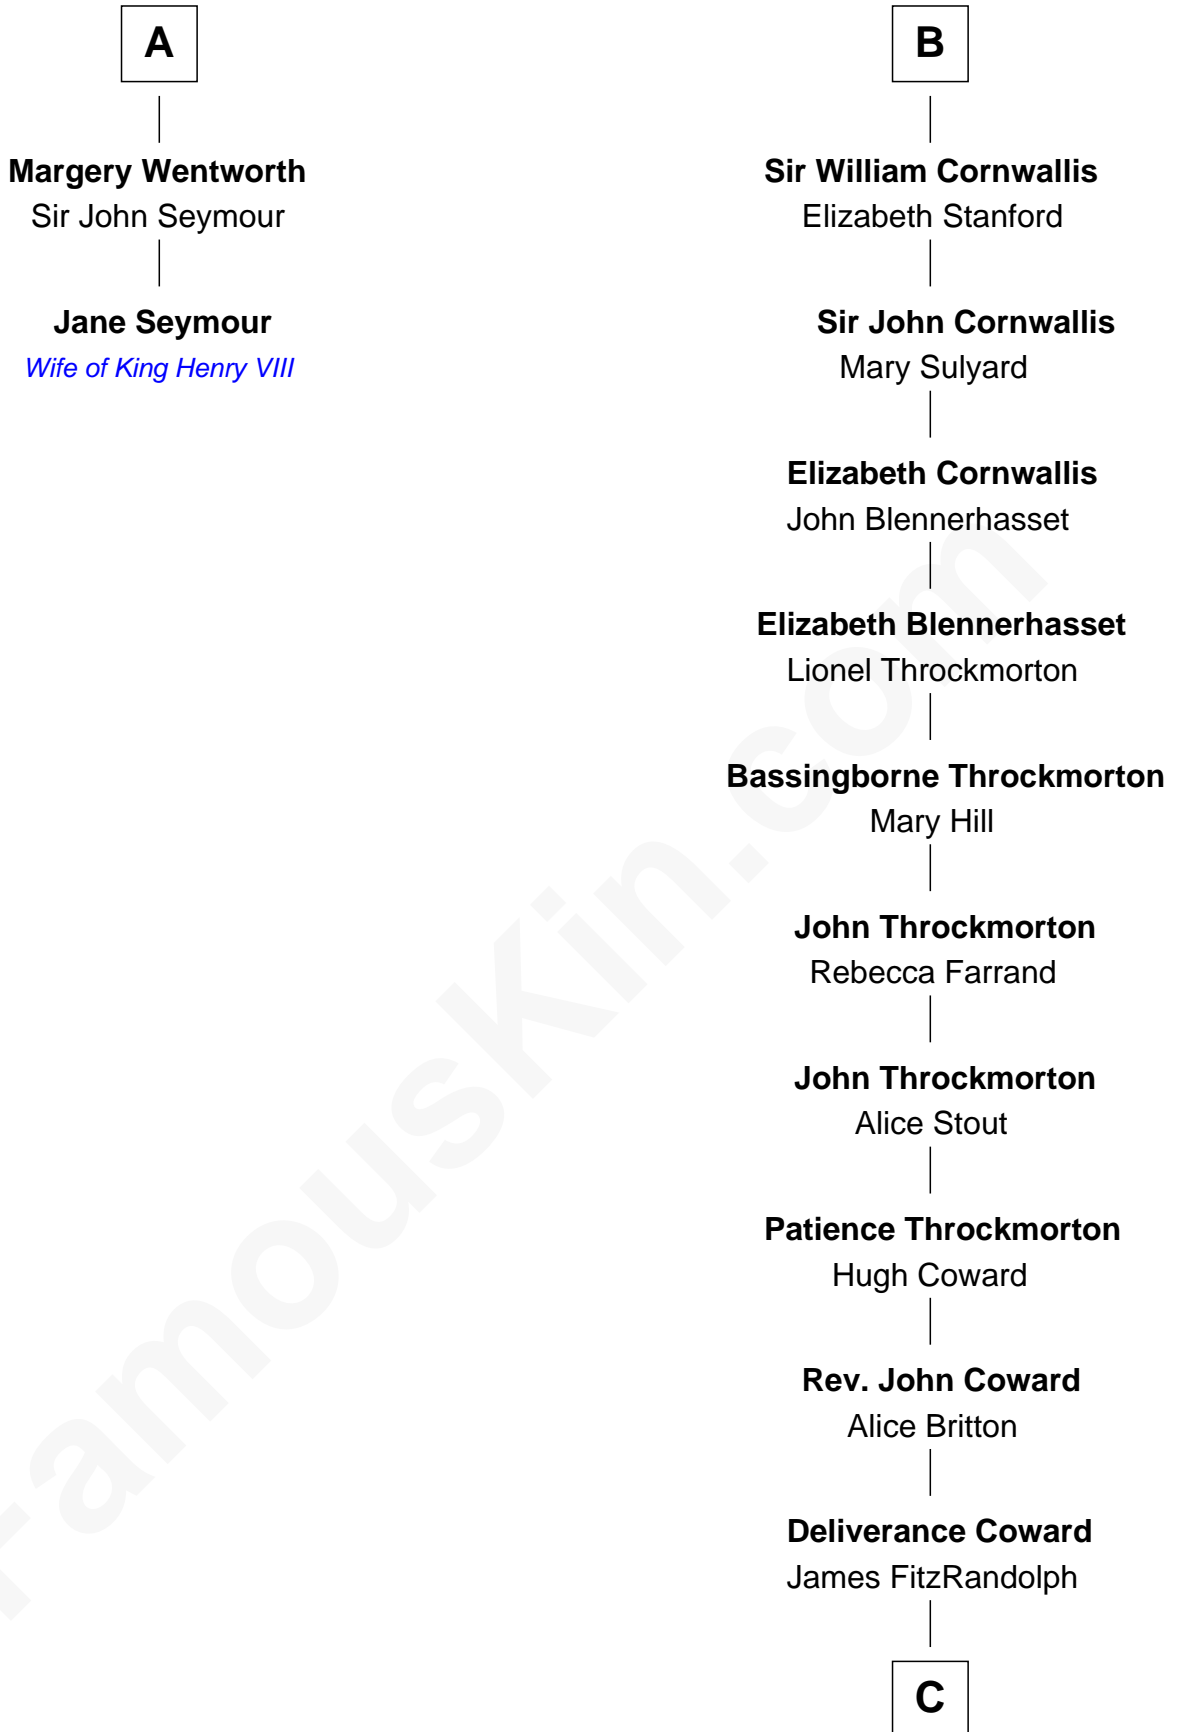 A
Margery Wentworth
Sir John Seymour
Jane Seymour
Wife of King Henry VIII
B
Sir William Cornwallis
Elizabeth Stanford
Sir John Cornwallis
Mary Sulyard
Elizabeth Cornwallis
John Blennerhasset
Elizabeth Blennerhasset
Lionel Throckmorton
Bassingborne Throckmorton
Mary Hill
John Throckmorton
Rebecca Farrand
John Throckmorton
Alice Stout
Patience Throckmorton
Hugh Coward
Rev. John Coward
Alice Britton
Deliverance Coward
James FitzRandolph
C
FamousKin.com